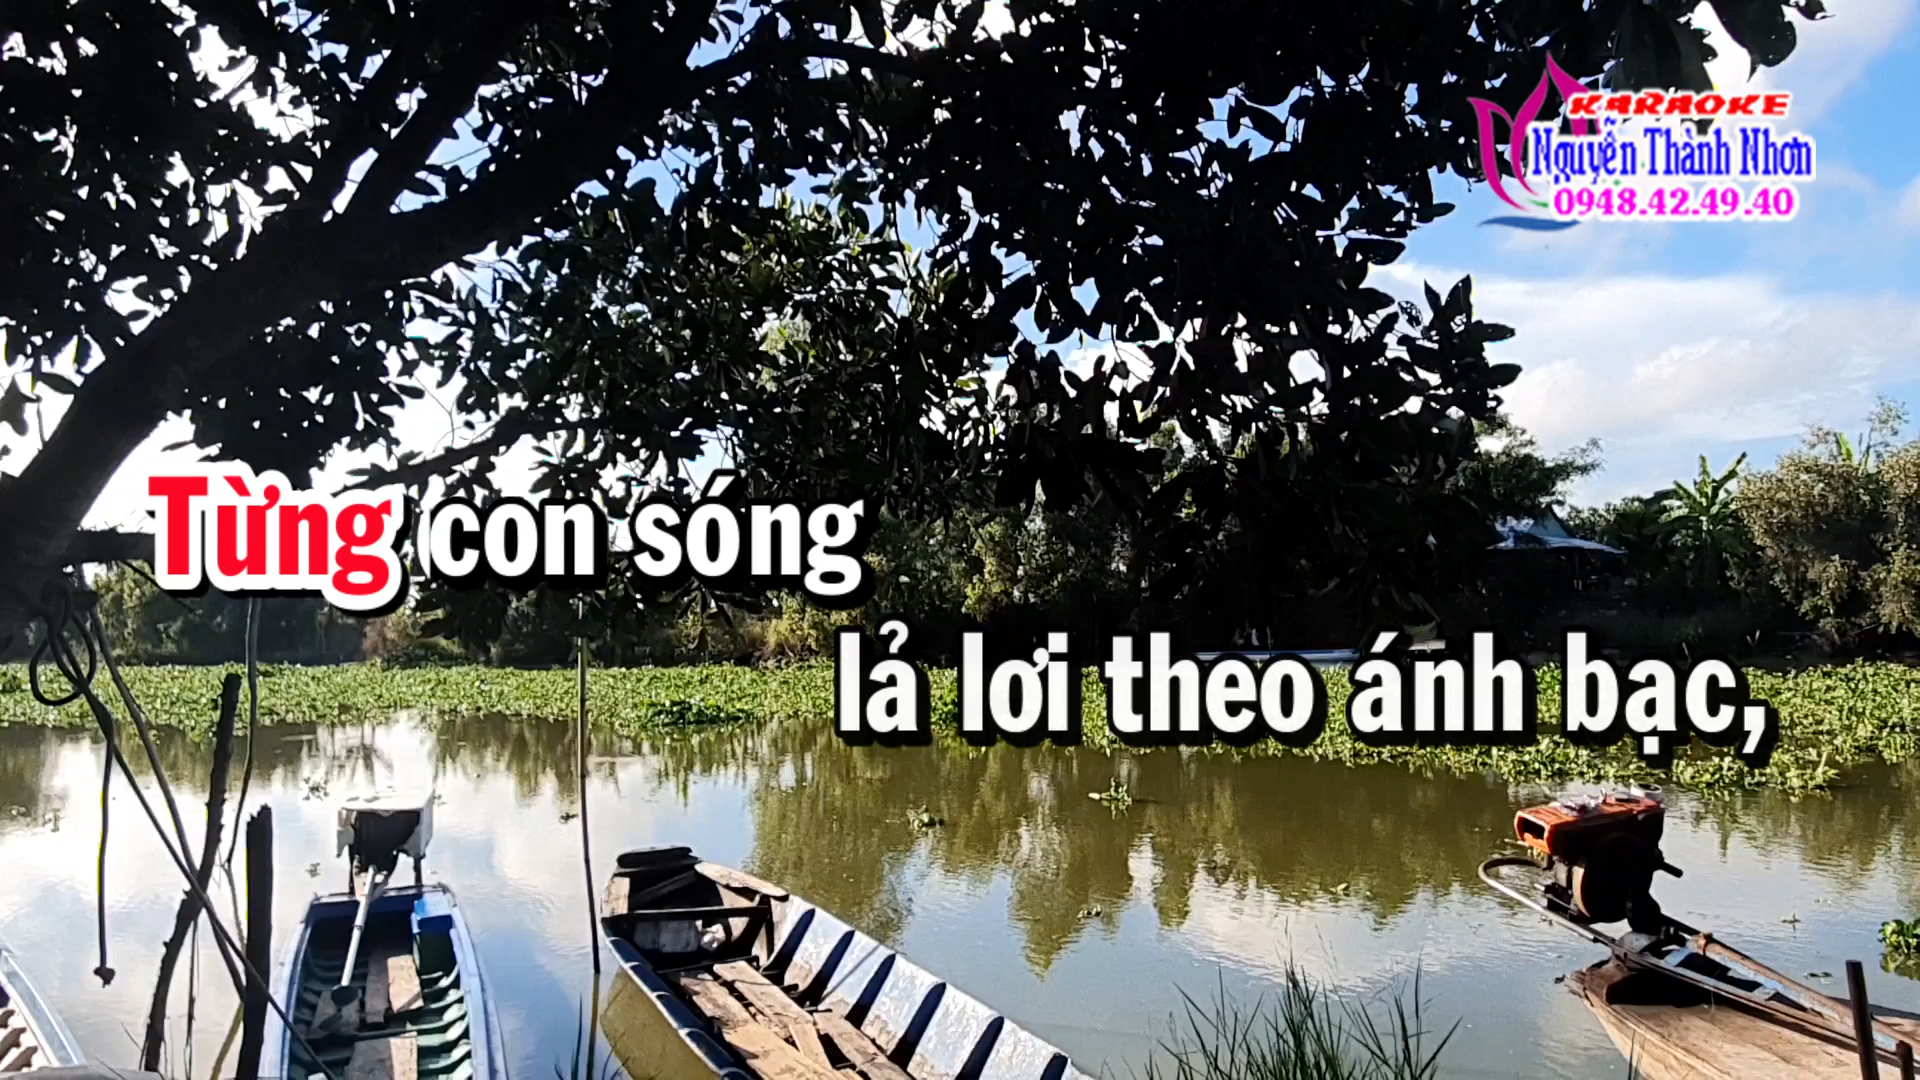 KARAOKE
Nguyễn Thành Nhơn
0948.42.49.40
Từng con sóng
lả lơi theo ánh bạc,